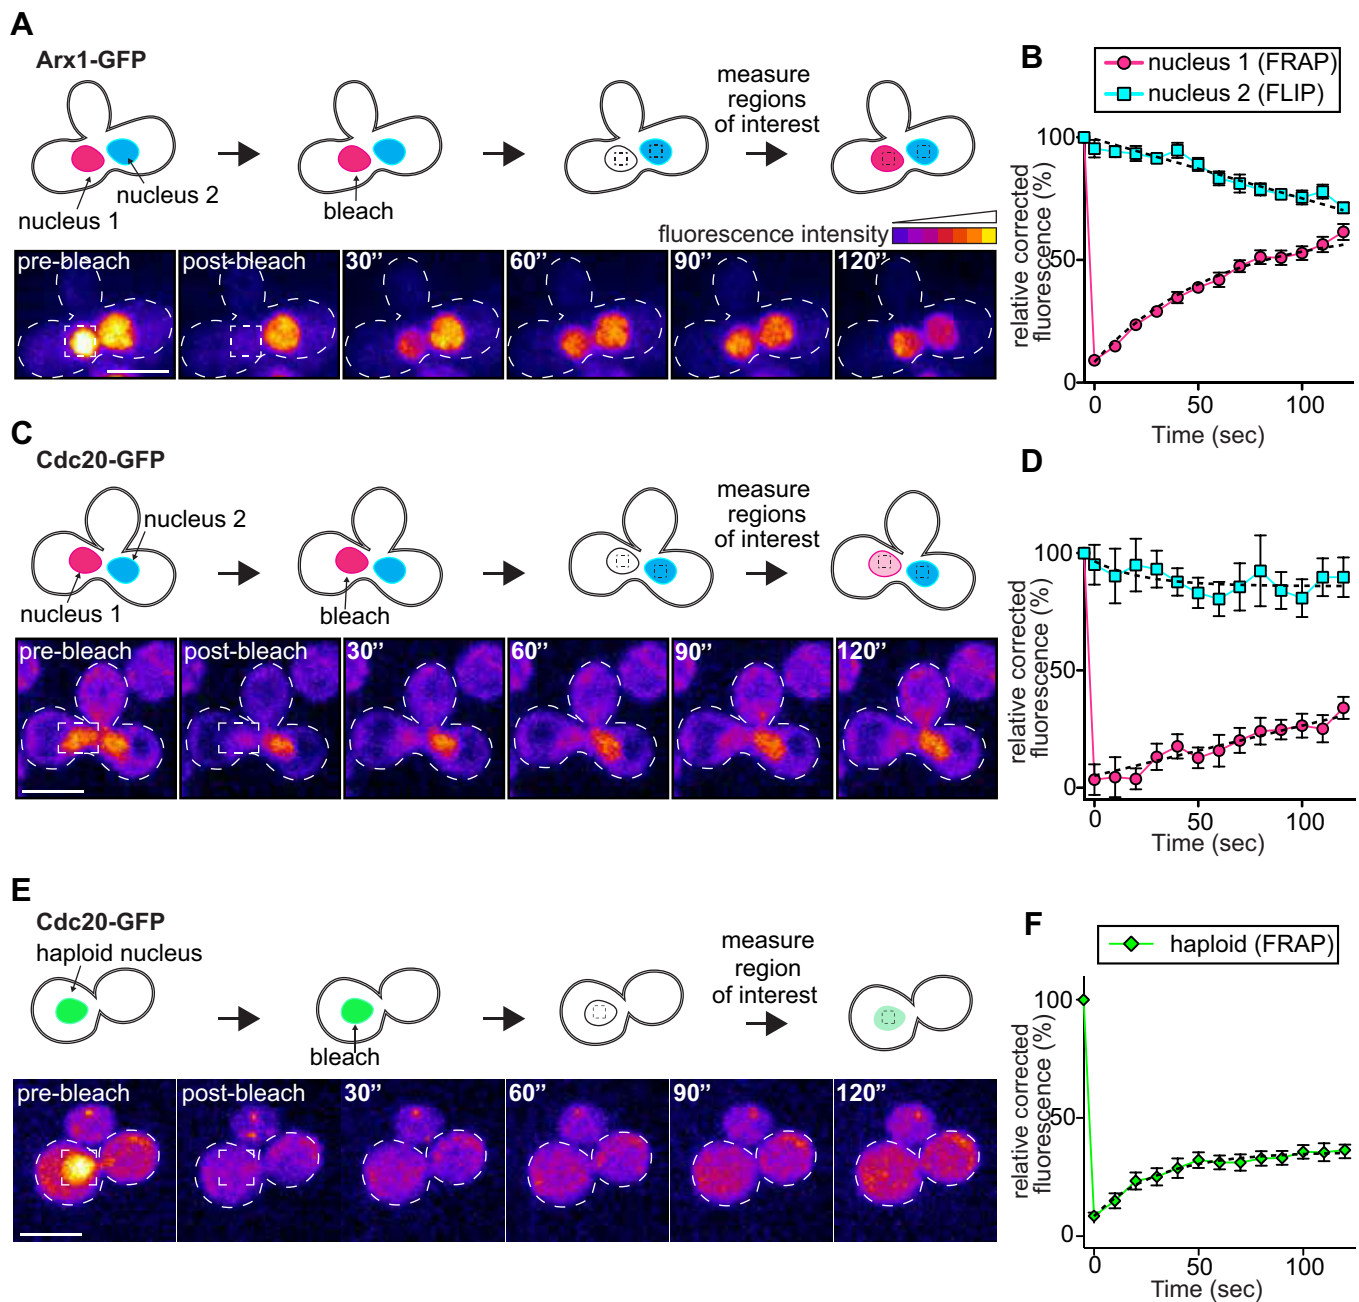 A
Arx1-GFP
nucleus 1
nucleus 2
bleach
measure
regions
of interest
fluorescence intensity
pre-bleach
post-bleach
30’’
60’’
90’’
120’’
B
nucleus 1 (FRAP)
nucleus 2 (FLIP)
relative corrected
fluorescence (%)
100
50
0
0
50
100
Time (sec)
C
Cdc20-GFP
nucleus 2
nucleus 1
bleach
measure
regions
of interest
pre-bleach
post-bleach
30’’
60’’
90’’
120’’
D
relative corrected
fluorescence (%)
100
50
0
0
50
100
Time (sec)
E
Cdc20-GFP
haploid nucleus
bleach
measure
region
of interest
pre-bleach
post-bleach
30’’
60’’
90’’
120’’
F
haploid (FRAP)
relative corrected
fluorescence (%)
100
50
0
0
50
100
Time (sec)